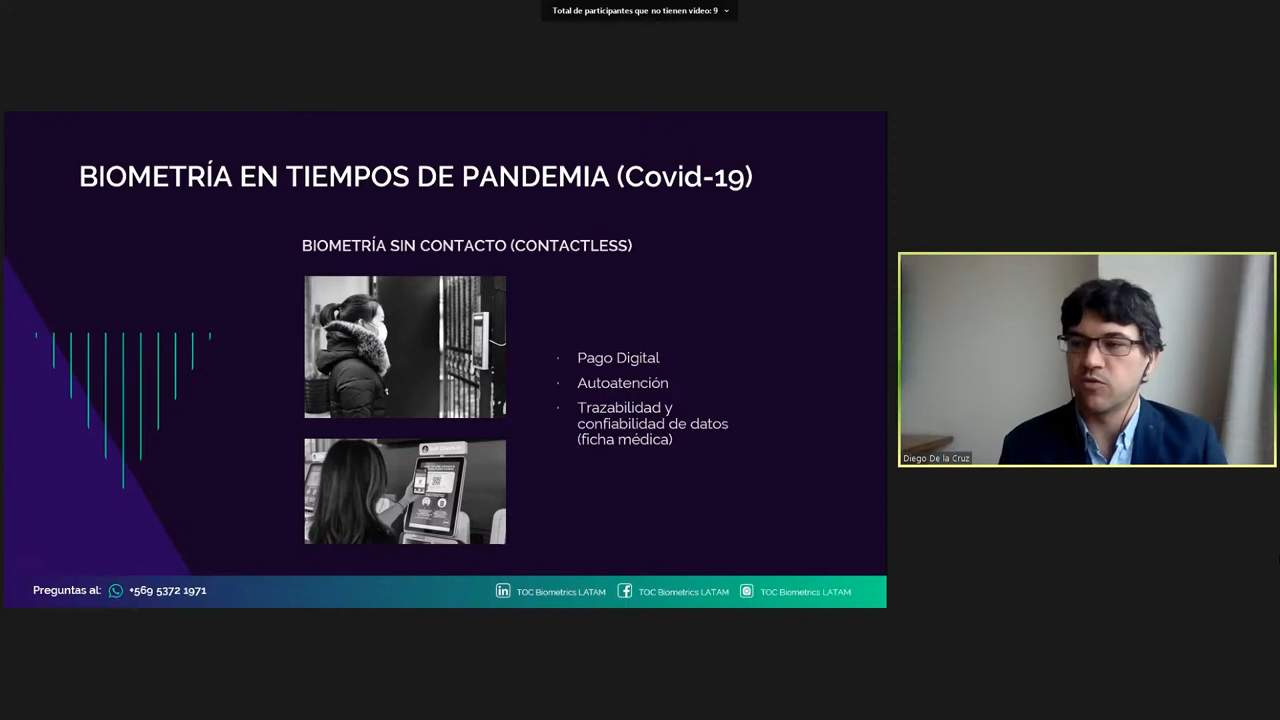 Total de participantes que no tienen vídeo: 9
BIOMETRÍA EN TIEMPOS DE PANDEMIA (Covid-19)
BIOMETRÍA SIN CONTACTO (CONTACTLESS)
· Pago Digital
· Autoatención
· Trazabilidad y
confiabilidad de datos
(ficha médica)
Diego De la Cruz
Preguntas al: +569 5372 1971
TOC Biometrics LATAM
TOC Biometrics LATAM
TOC Biometrics LATAM